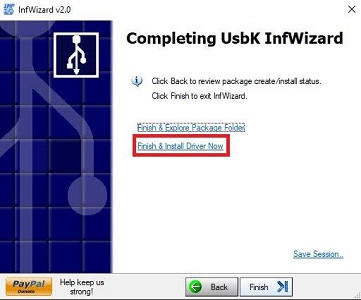 InfWizard v2.0
Completing UsbK InfWizard
Click Back to review package create/install status.
Click Finish to exit InfWizard.
Finish & Explore Package Folder
Finish & Install Driver Now
Save Session..
PayPal
Donate
Help keep us
strong!
Back
Finish